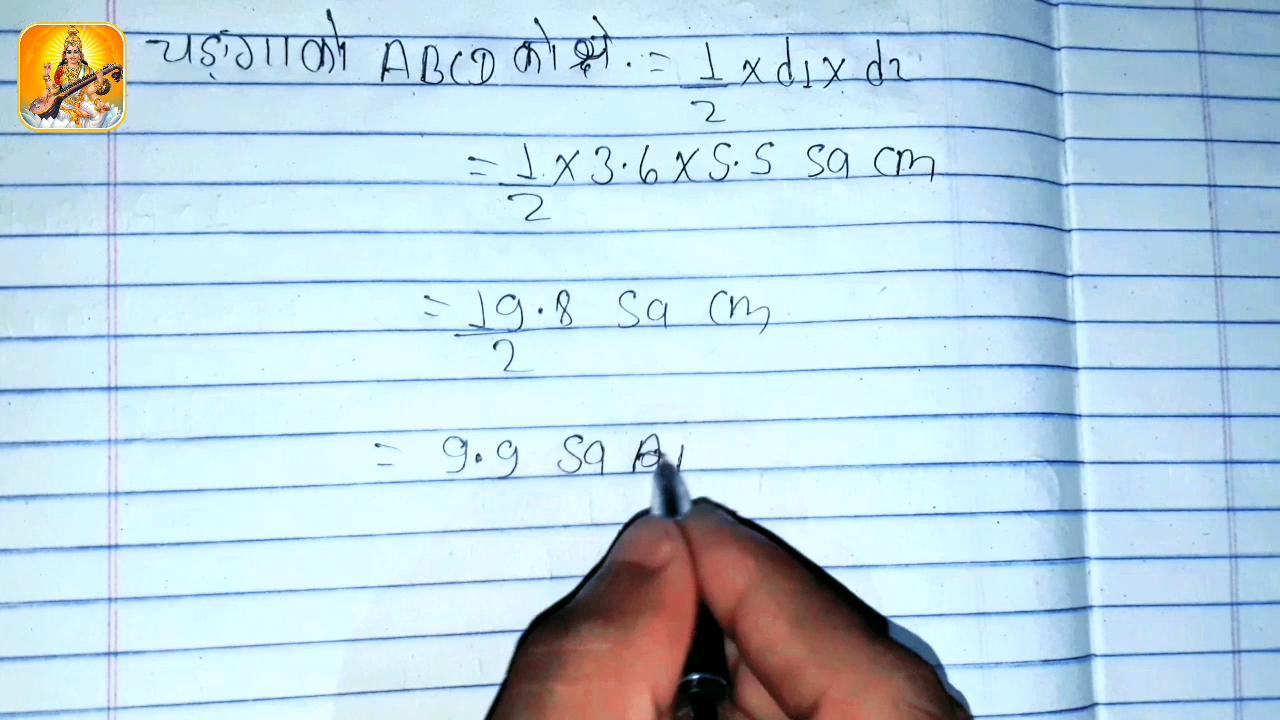 चङ्गाको ABCD को क्षे. = 1/2 x d1 x d2
= 1/2 x 3.6 x 5.5 sq cm
= 19.8/2 sq cm
= 9.9 sq